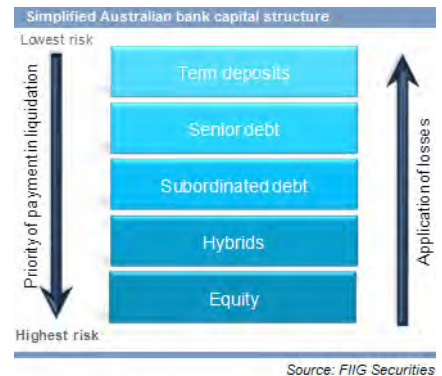 Simplified Australian bank capital structure
Lowest risk
Priority of payment in liquidation
Term deposits
Senior debt
Subordinated debt
Hybrids
Equity
Application of losses
Highest risk
Source: FIIG Securities